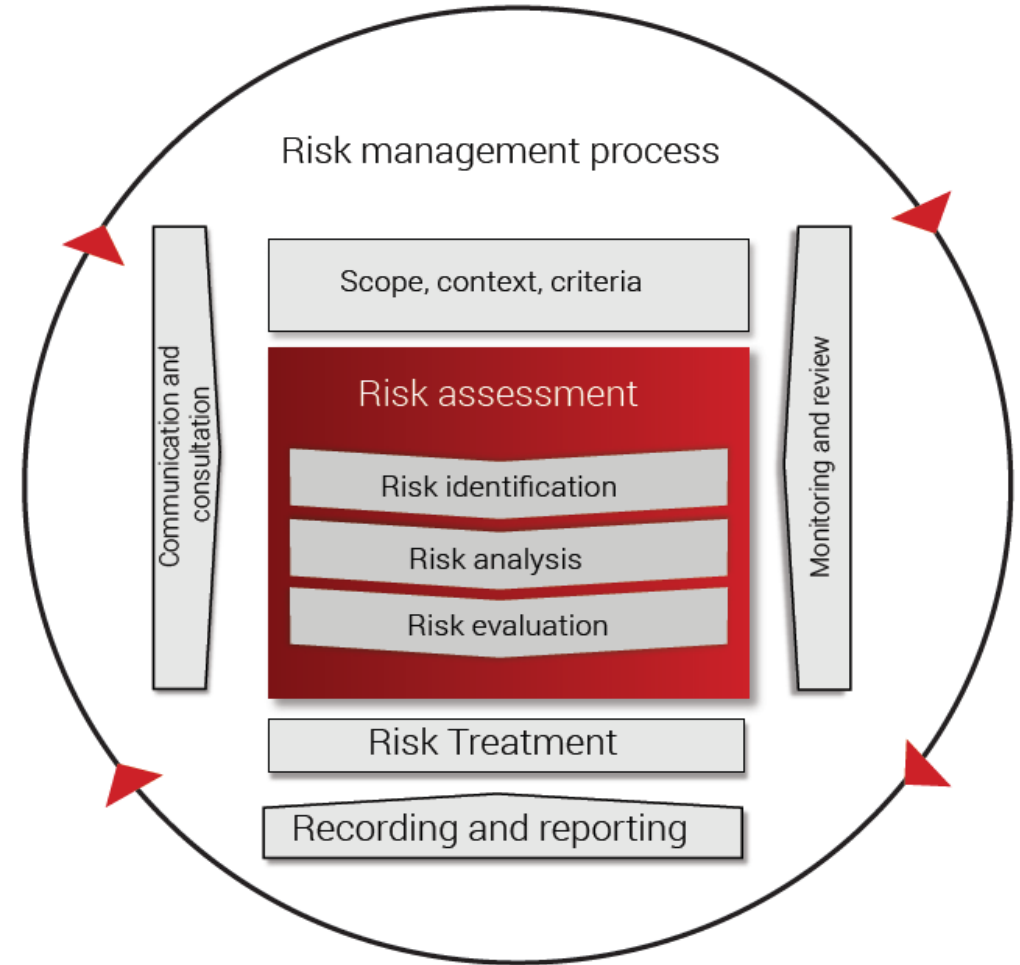 Risk management process
Scope, context, criteria
Risk assessment
Communication and
consultation
Risk identification
Risk analysis
Risk evaluation
Monitoring and review
Risk Treatment
Recording and reporting